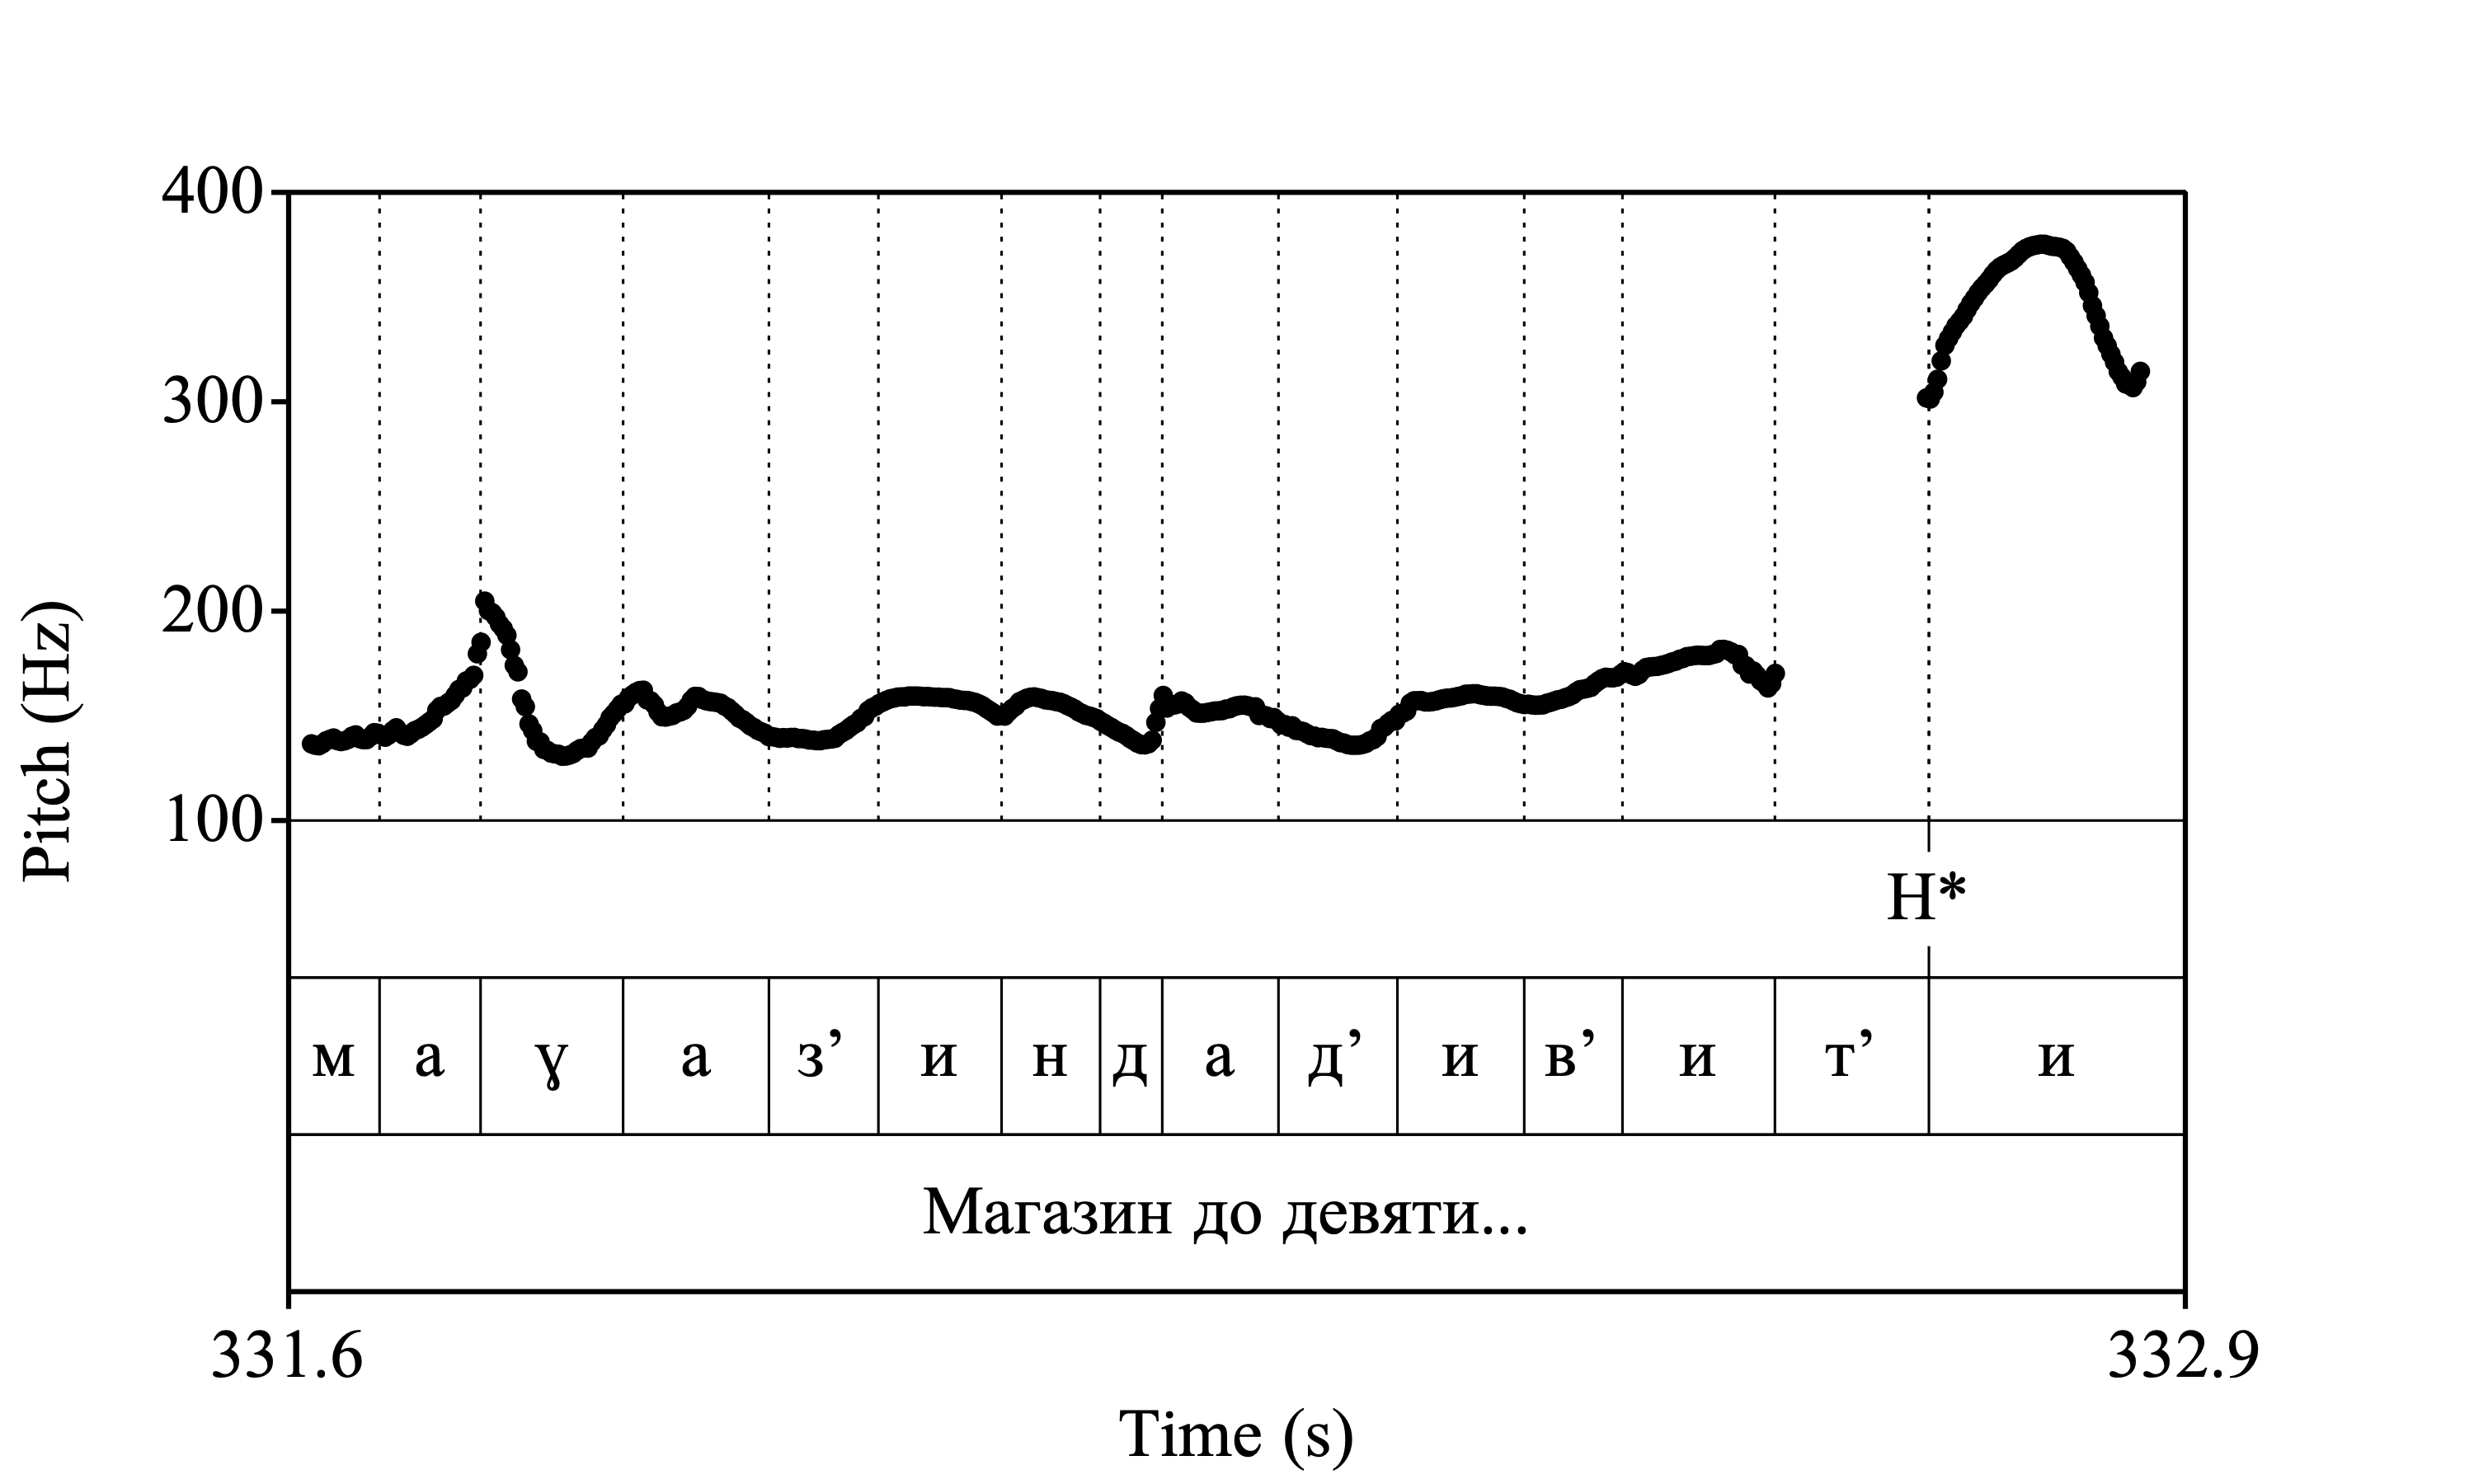 400
300
200
100
Pitch (Hz)
H*
м а ɣ а з’ и н д а д’ и в’ и т’ и
Магазин до девяти...
331.6 332.9
Time (s)